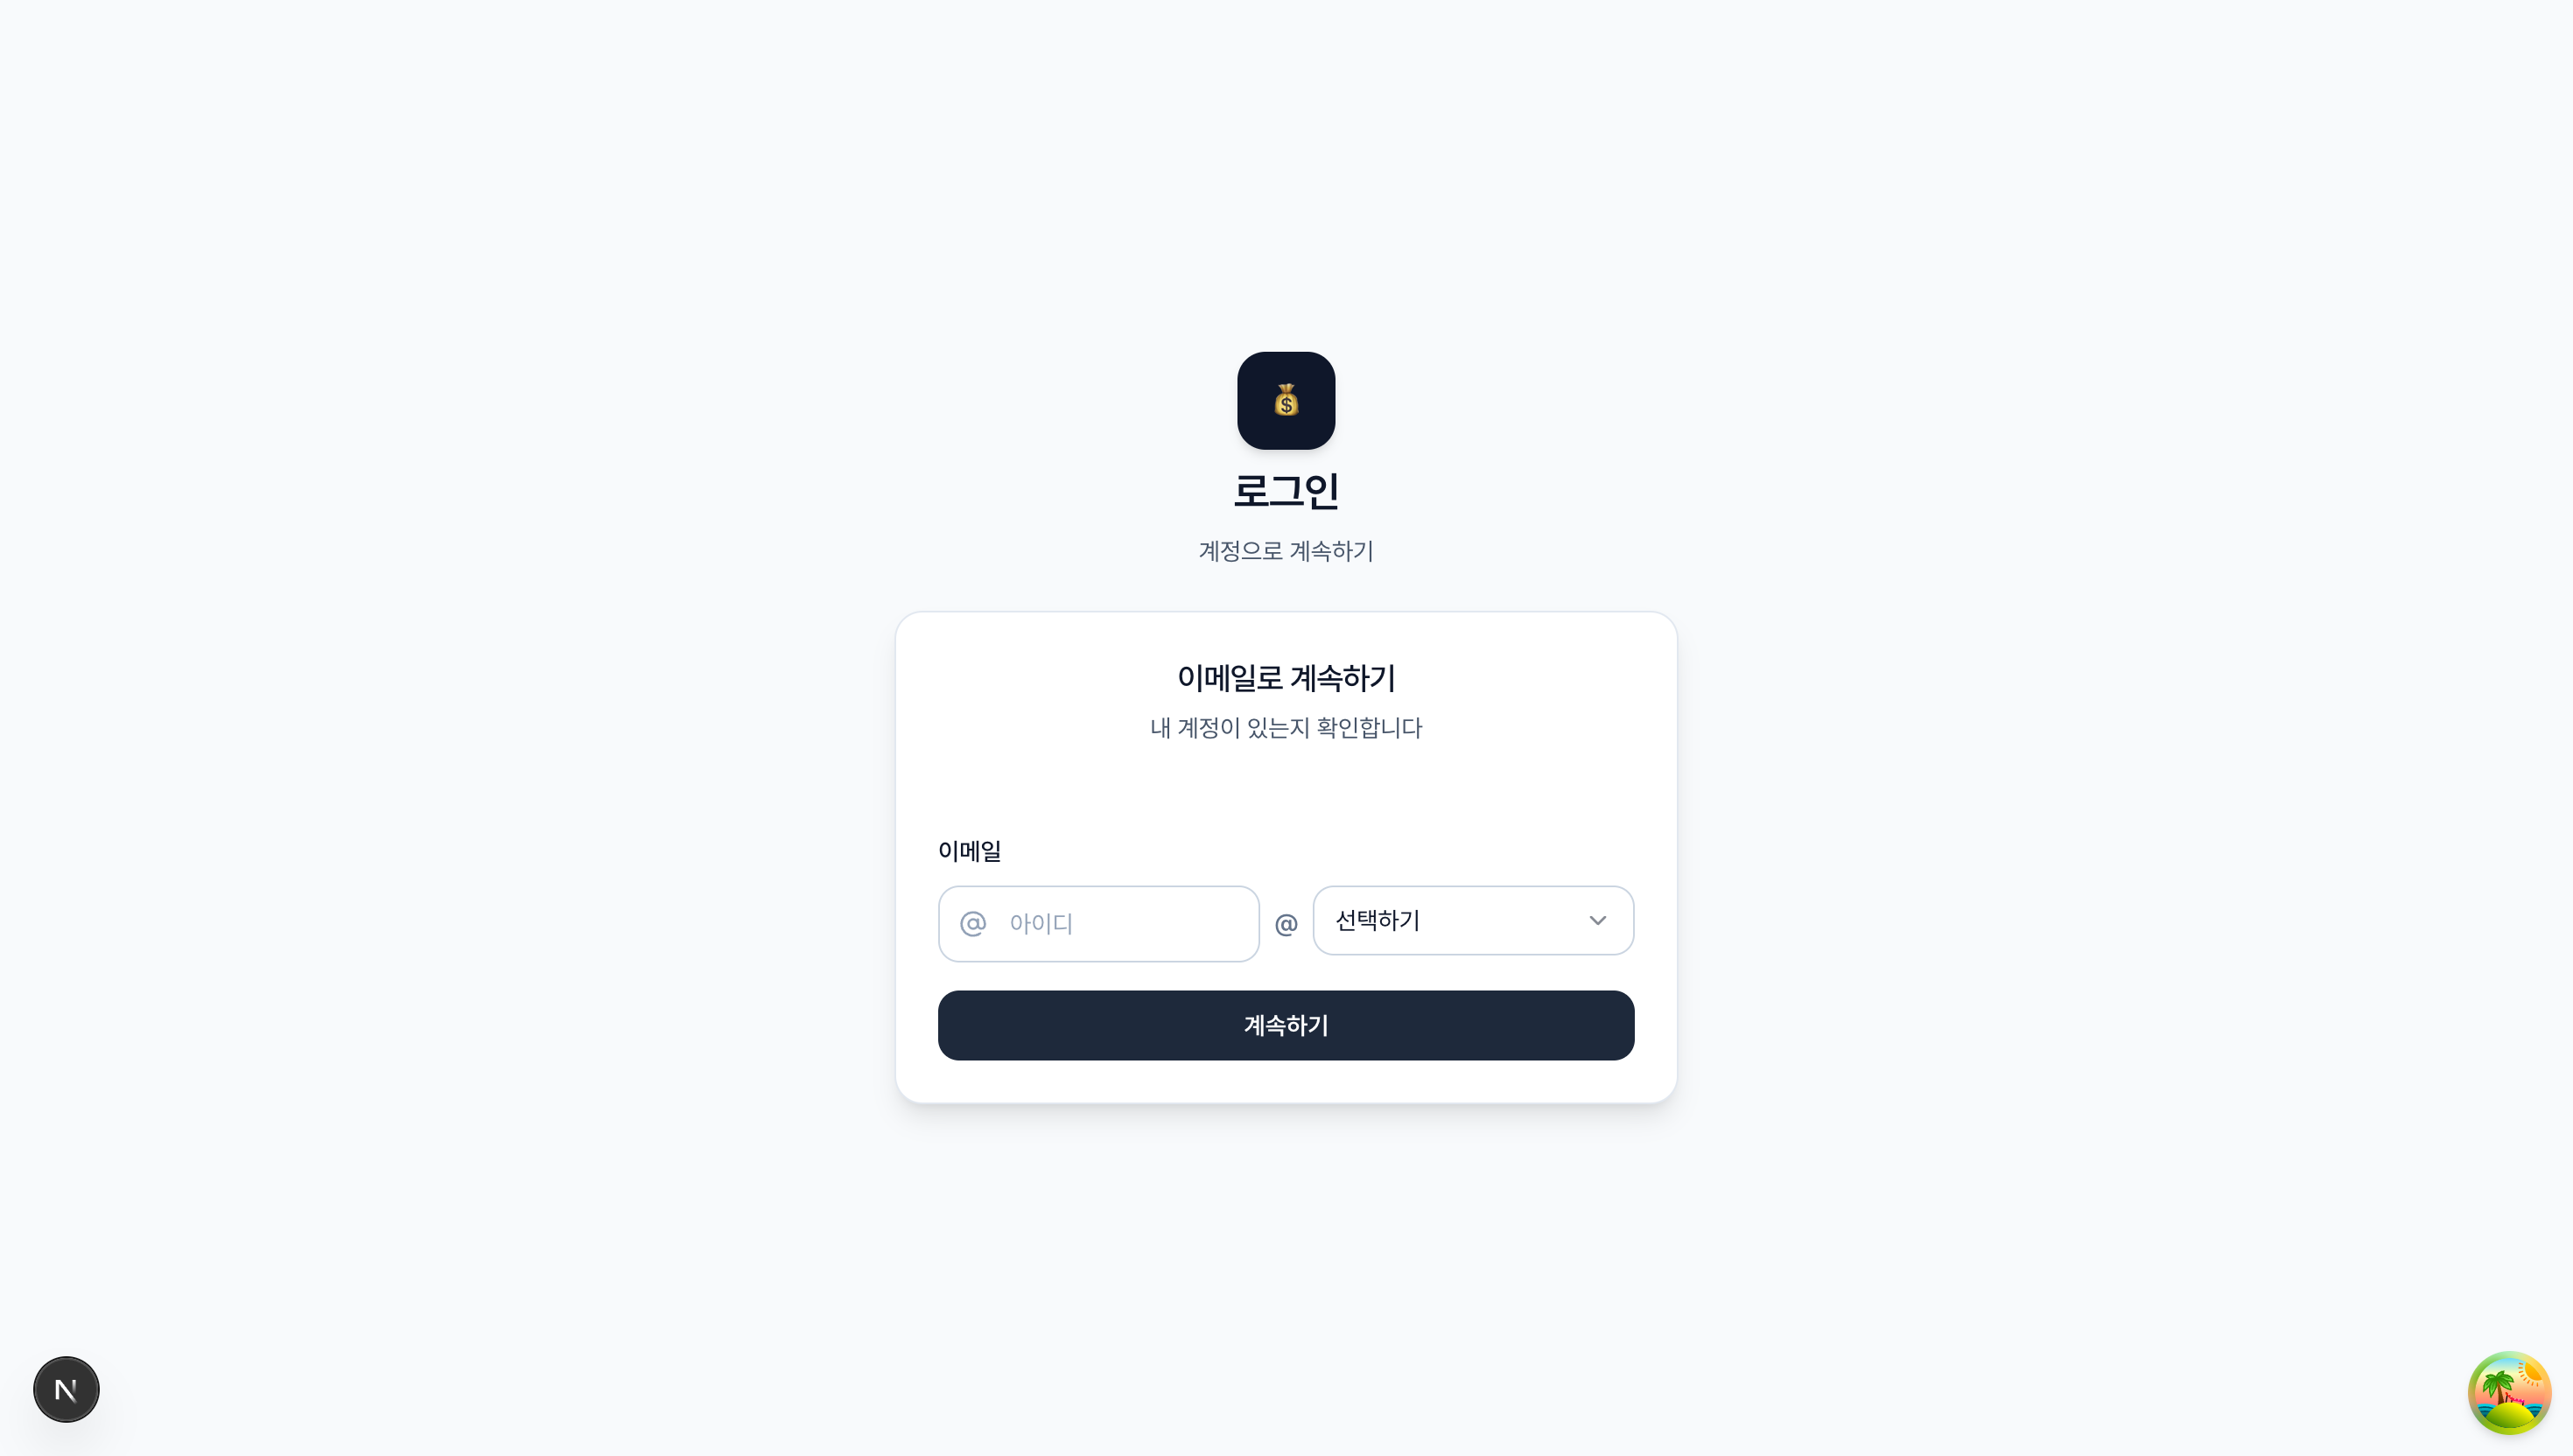 로그인
계정으로 계속하기
이메일로 계속하기
내 계정이 있는지 확인합니다
이메일
@ 아이디 @ 선택하기
계속하기
N